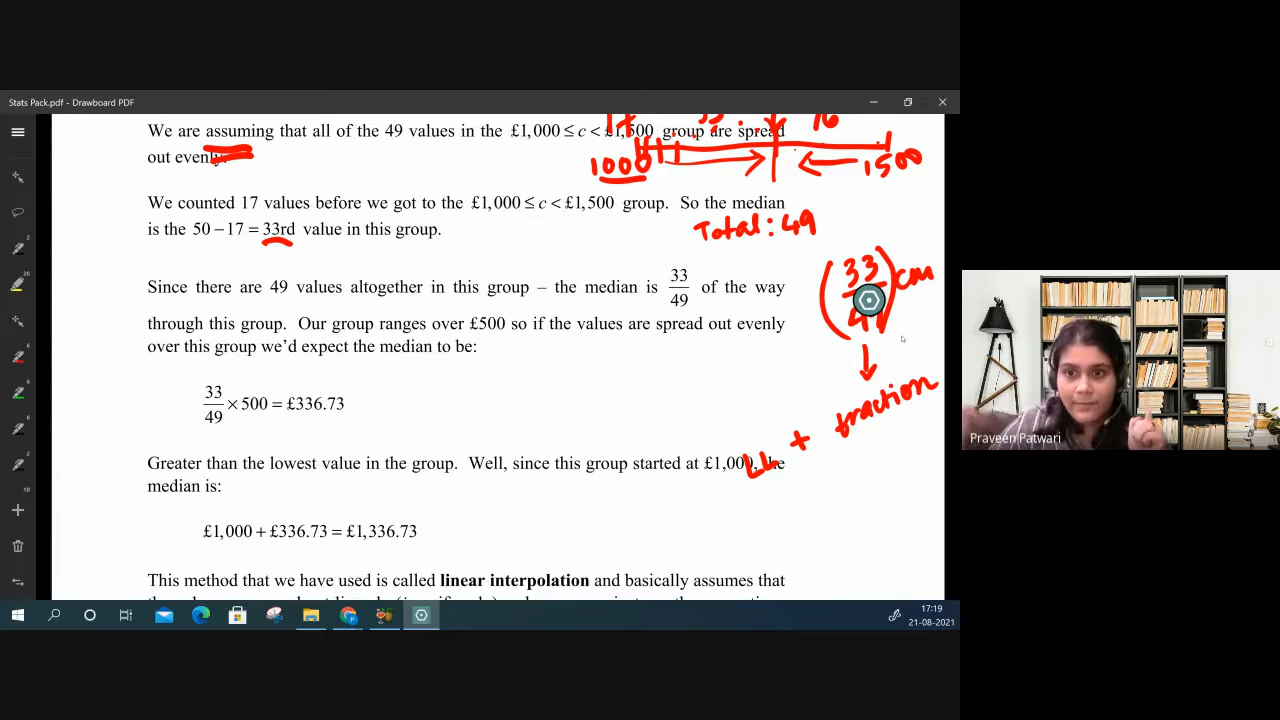 Stats Pack.pdf - Drawboard PDF
We are assuming that all of the 49 values in the £1,000 ≤ c < £1,500 group are spread
out evenly.
17 33 16
1000 1500
We counted 17 values before we got to the £1,000 ≤ c < £1,500 group. So the median
is the 50 − 17 = 33rd value in this group.
Total: 49
Since there are 49 values altogether in this group – the median is 33/49 of the way
through this group. Our group ranges over £500 so if the values are spread out evenly
over this group we'd expect the median to be:
(33
33/49 × 500 = £336.73
LL + fraction
Greater than the lowest value in the group. Well, since this group started at £1,000, the
median is:
£1,000 + £336.73 = £1,336.73
This method that we have used is called linear interpolation and basically assumes that
Praveen Patwari
17:19
21-08-2021